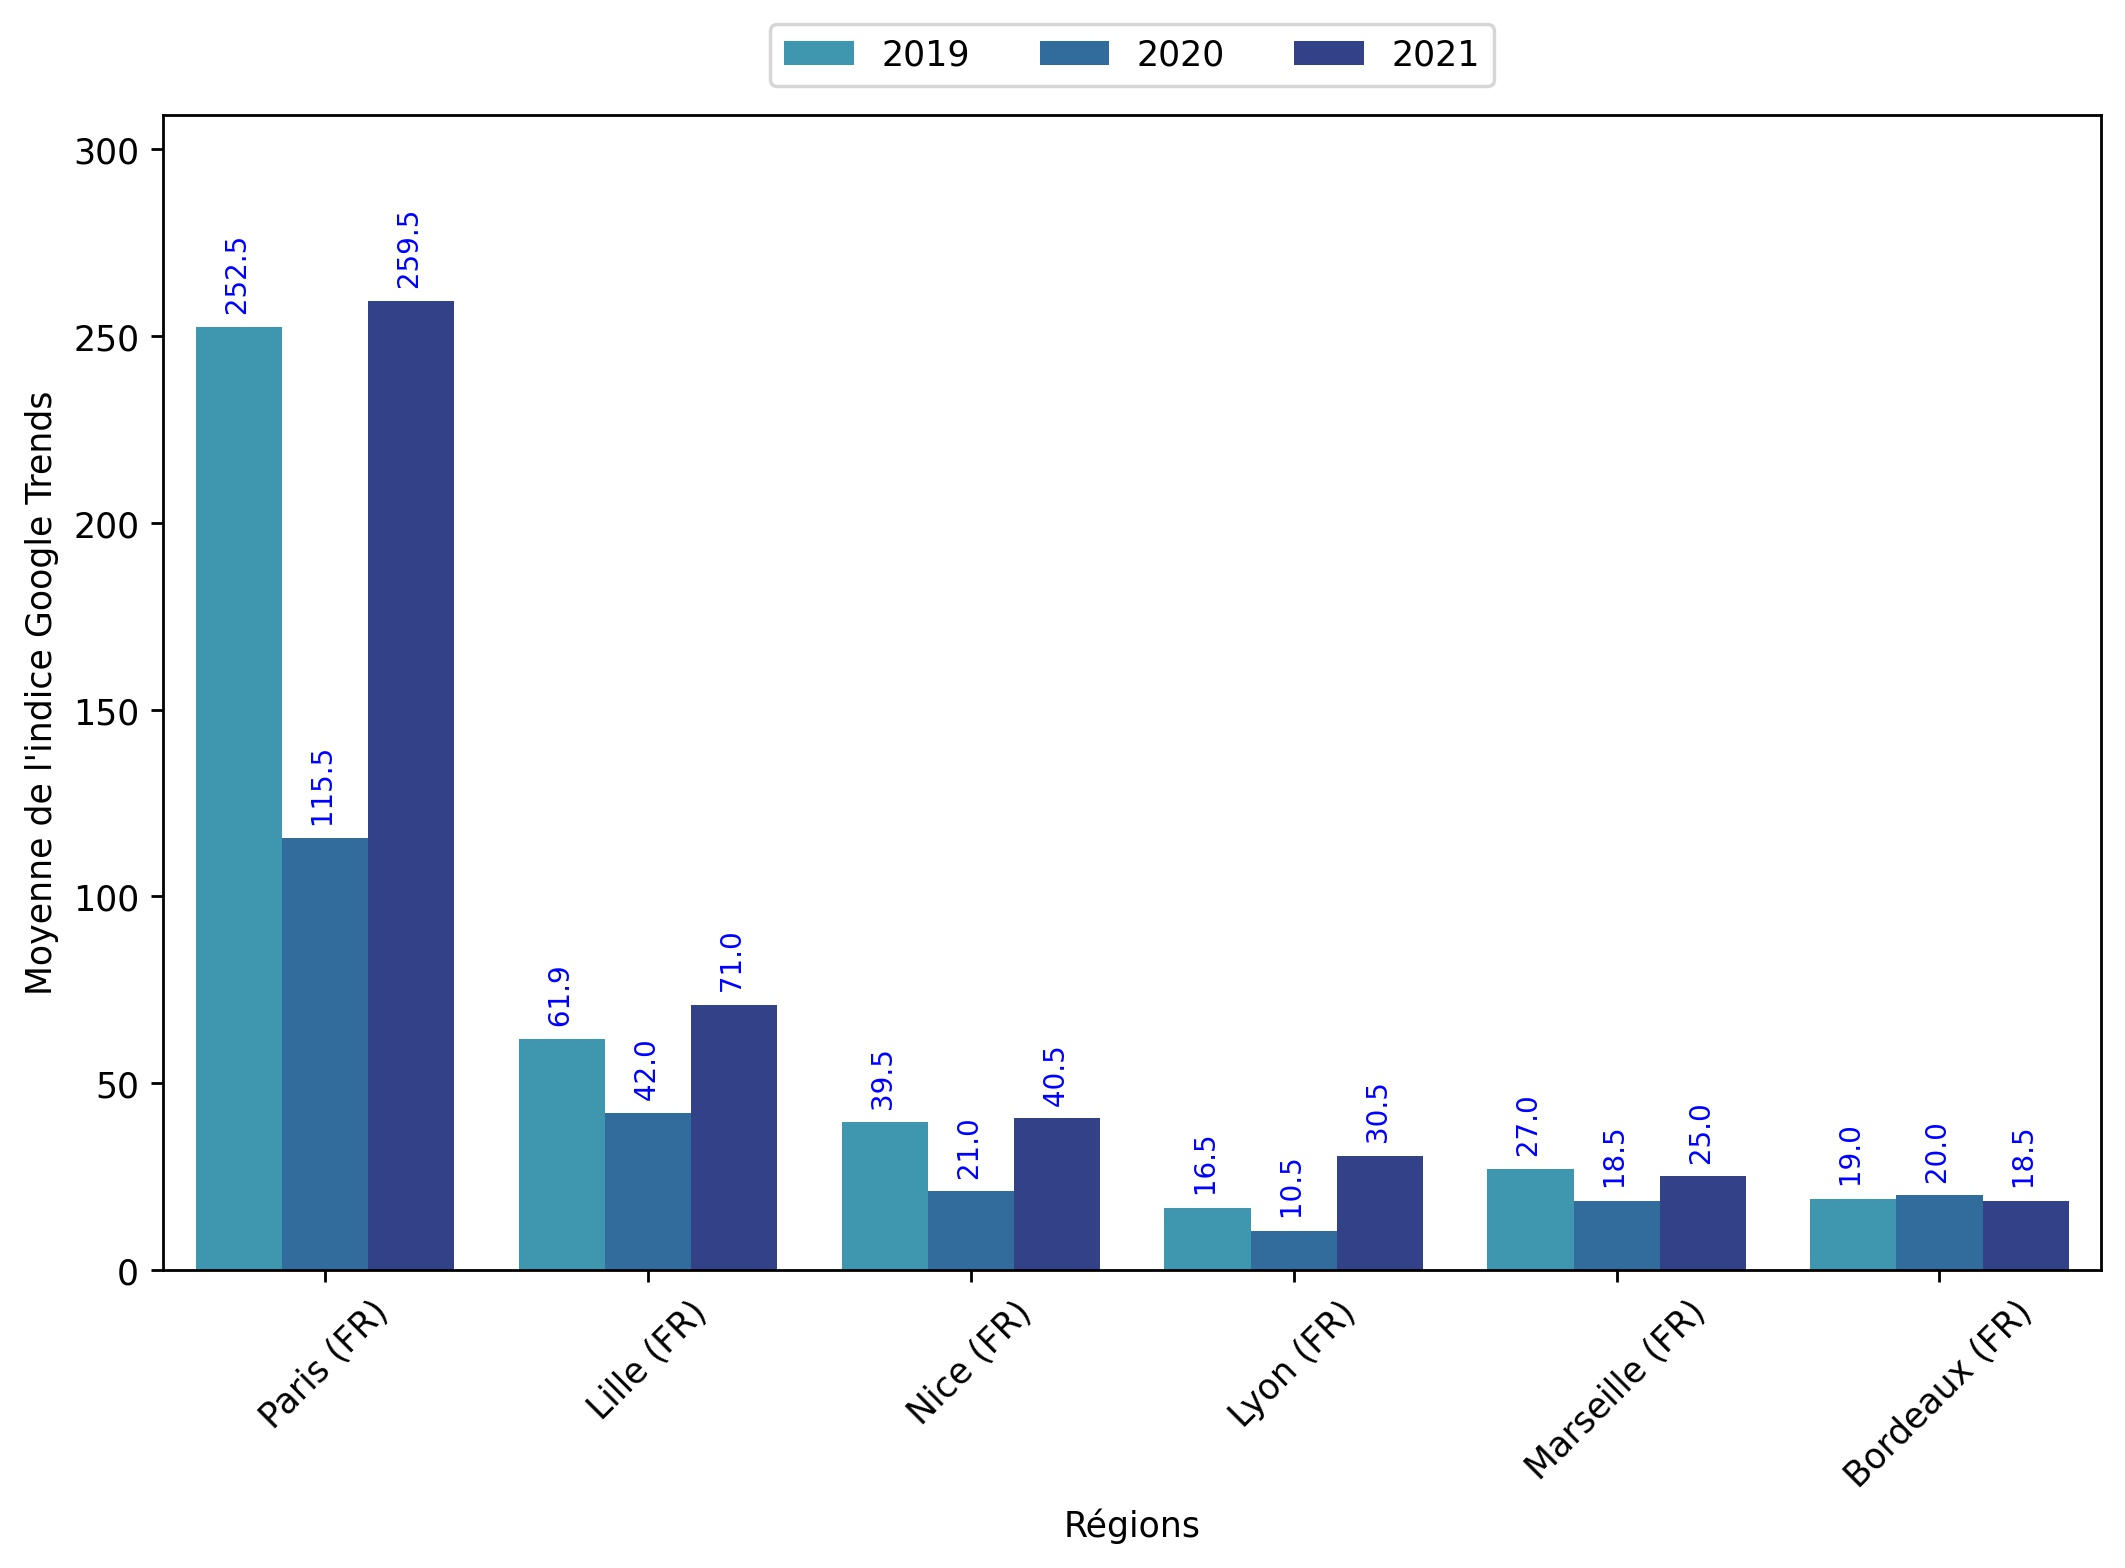 2019 2020 2021
Moyenne de l'indice Google Trends
300
250
200
150
100
50
0
252.5 115.5 259.5
61.9 42.0 71.0
39.5 21.0 40.5
16.5 10.5 30.5
27.0 18.5 25.0
19.0 20.0 18.5
Paris (FR)
Lille (FR)
Nice (FR)
Lyon (FR)
Marseille (FR)
Bordeaux (FR)
Régions